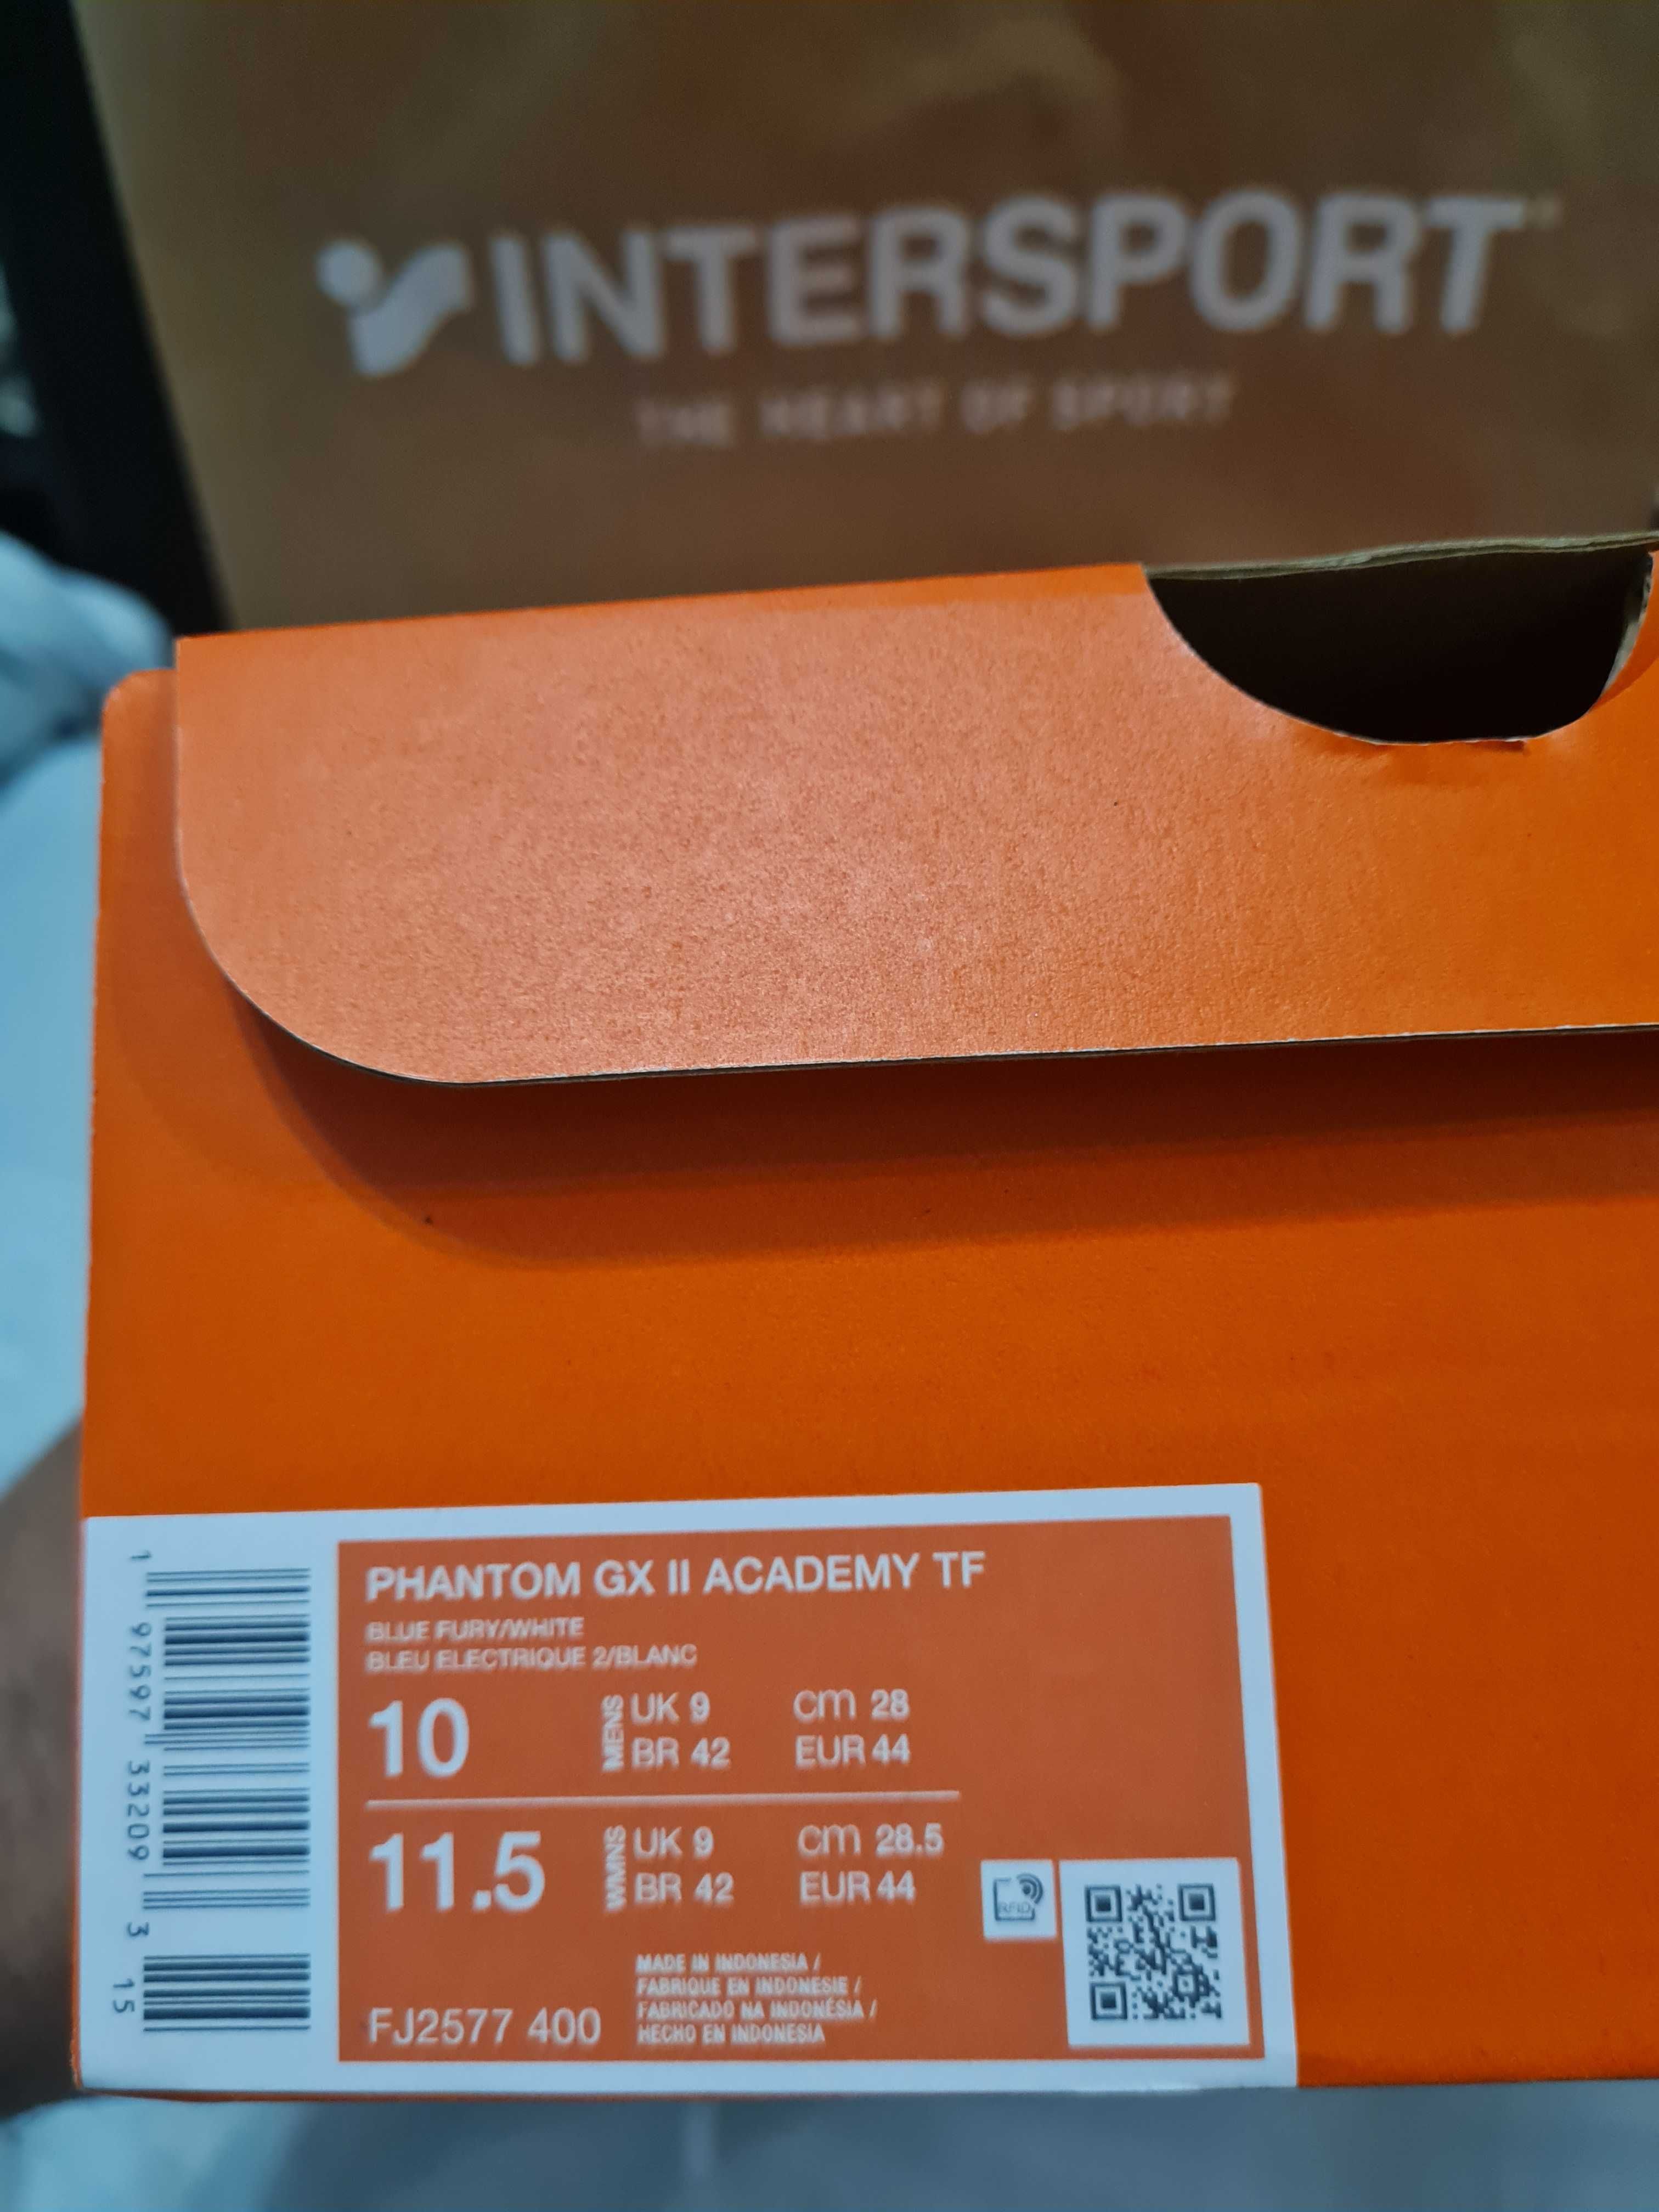 INTERSPORT
THE HEART OF SPORT
PHANTOM GX II ACADEMY TF
BLUE FURY/WHITE
BLEU ELECTRIQUE 2/BLANC
10 MENS UK 9 cm 28
BR 42 EUR 44
11.5 WMNS UK 9 cm 28.5
BR 42 EUR 44
MADE IN INDONESIA /
FABRIQUE EN INDONESIE /
FABRICADO NA INDONÉSIA /
HECHO EN INDONESIA
FJ2577 400
RFID
1 97597 33209 3 15